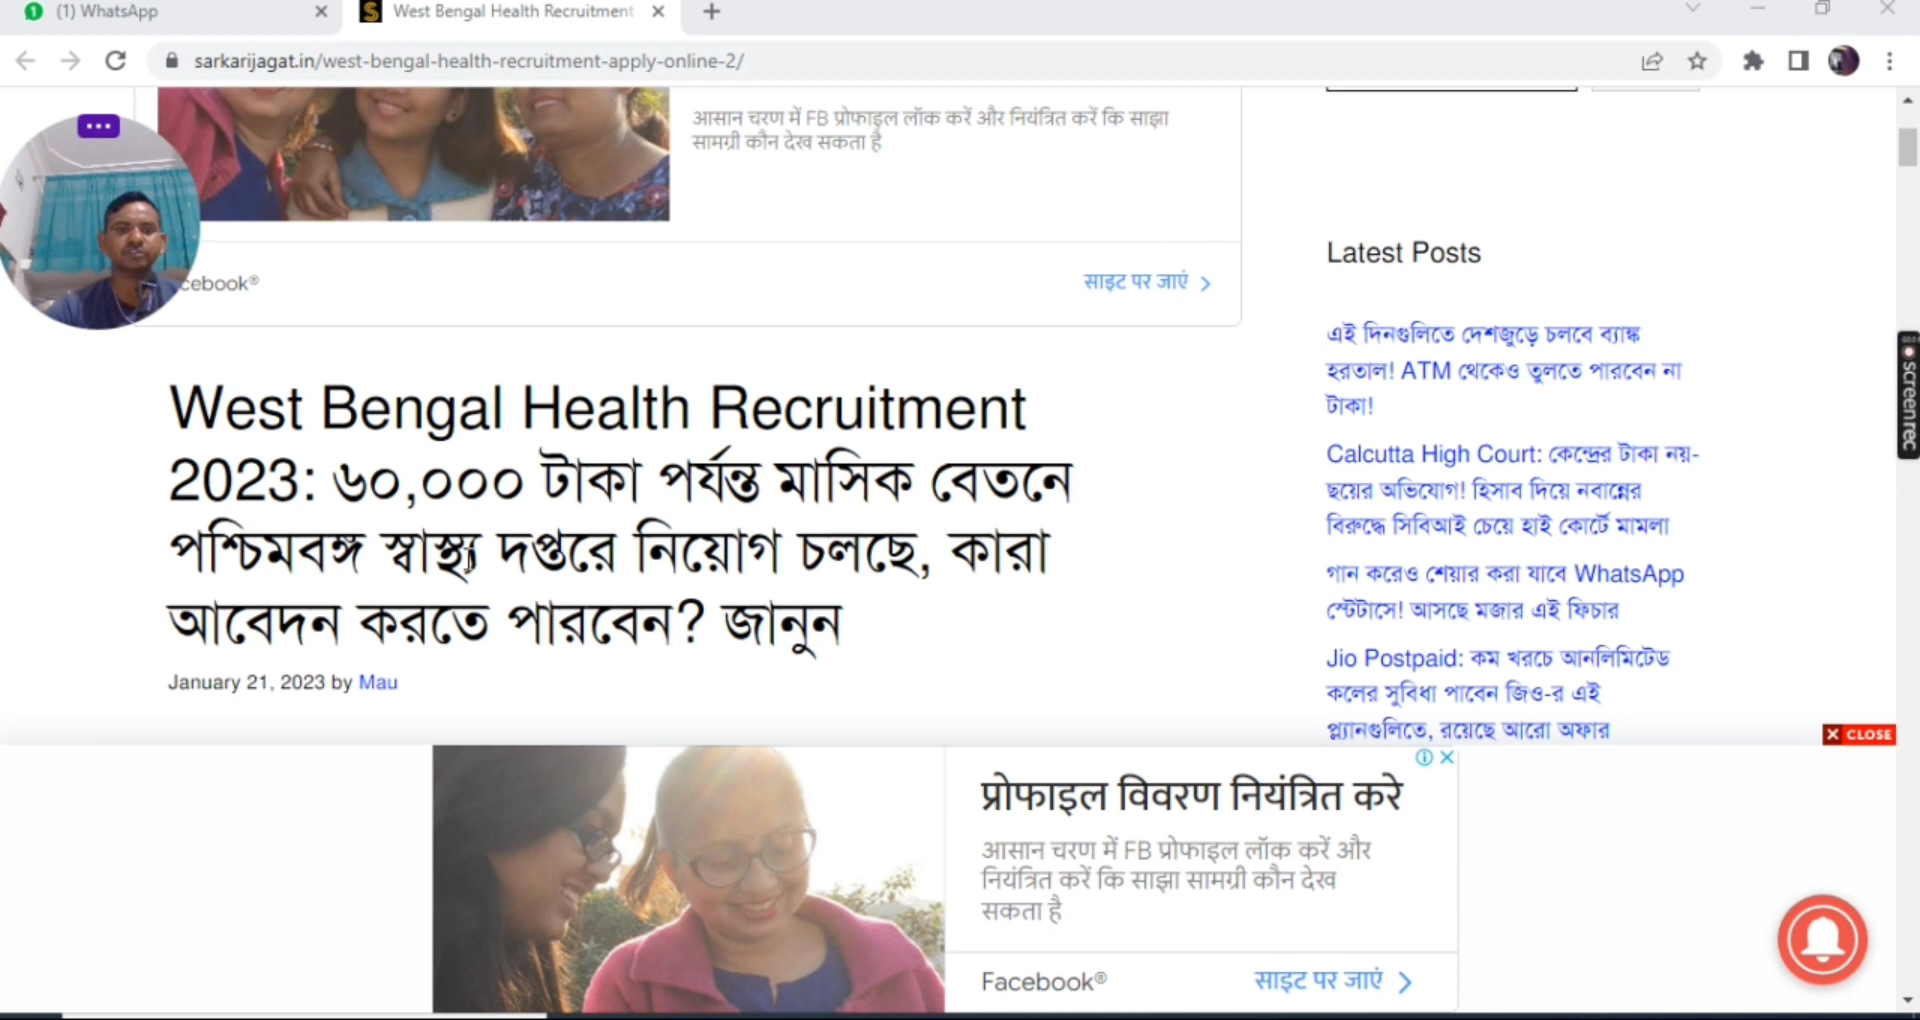 (1) WhatsApp
West Bengal Health Recruitment
sarkarijagat.in/west-bengal-health-recruitment-apply-online-2/
आसान चरण में FB प्रोफाइल लॉक करें और नियंत्रित करें कि साझा
सामग्री कौन देख सकता है
cebook®
साइट पर जाएं
West Bengal Health Recruitment
2023: ৬০,০০০ টাকা পর্যন্ত মাসিক বেতনে
পশ্চিমবঙ্গ স্বাস্থ্য দপ্তরে নিয়োগ চলছে, কারা
আবেদন করতে পারবেন? জানুন
January 21, 2023 by Mau
Latest Posts
এই দিনগুলিতে দেশজুড়ে চলবে ব্যাঙ্ক
হরতাল! ATM থেকেও তুলতে পারবেন না
টাকা!
Calcutta High Court: কেন্দ্রের টাকা নয়-
ছয়ের অভিযোগ! হিসাব দিয়ে নবান্নের
বিরুদ্ধে সিবিআই চেয়ে হাই কোর্টে মামলা
গান করেও শেয়ার করা যাবে WhatsApp
স্টেটাসে! আসছে মজার এই ফিচার
Jio Postpaid: কম খরচে আনলিমিটেড
কলের সুবিধা পাবেন জিও-র এই
প্ল্যানগুলিতে, রয়েছে আরো অফার
screenrec
CLOSE
प्रोफाइल विवरण नियंत्रित करे
आसान चरण में FB प्रोफाइल लॉक करें और
नियंत्रित करें कि साझा सामग्री कौन देख
सकता है
Facebook®
साइट पर जाएं